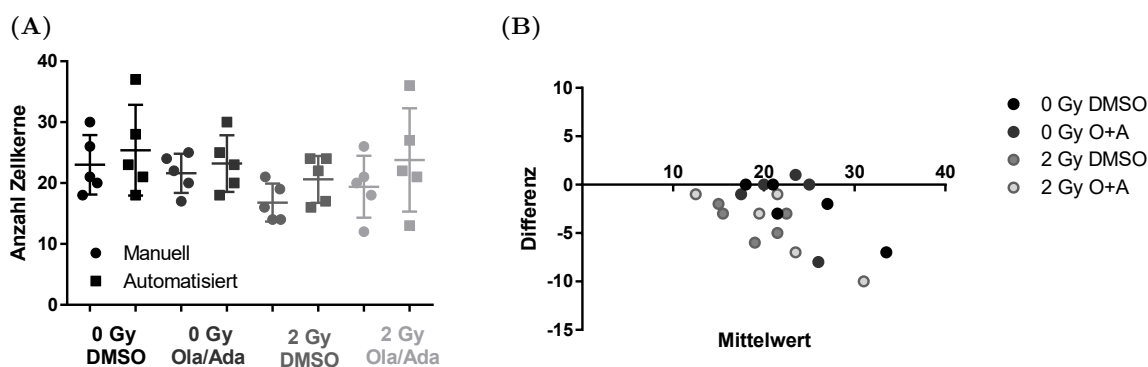 (A)
Anzahl Zellkerne
40
30
20
10
0
Manuell
Automatisiert
0 Gy
DMSO
0 Gy
Ola/Ada
2 Gy
DMSO
2 Gy
Ola/Ada
(B)
Differenz
10
5
0
-5
-10
-15
10
20
30
40
Mittelwert
0 Gy DMSO
0 Gy O+A
2 Gy DMSO
2 Gy O+A